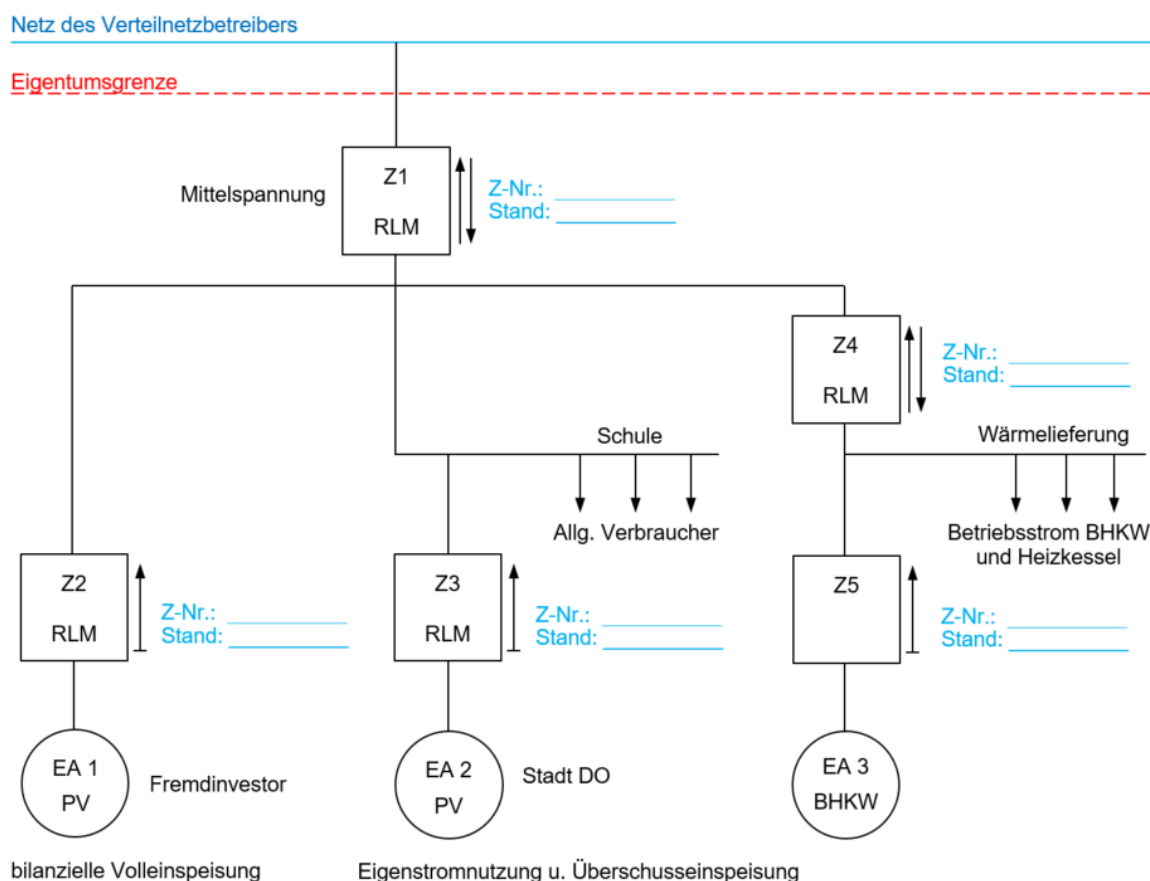 Netz des Verteilnetzbetreibers
Eigentumsgrenze
Mittelspannung
Z1
RLM
Z-Nr.:
Stand:
Z4
RLM
Z-Nr.:
Stand:
Schule
Wärmelieferung
Allg. Verbraucher
Betriebsstrom BHKW
und Heizkessel
Z2
RLM
Z-Nr.:
Stand:
Z3
RLM
Z-Nr.:
Stand:
Z5
Z-Nr.:
Stand:
EA 1
PV
Fremdinvestor
EA 2
PV
Stadt DO
EA 3
BHKW
bilanzielle Volleinspeisung
Eigenstromnutzung u. Überschusseinspeisung